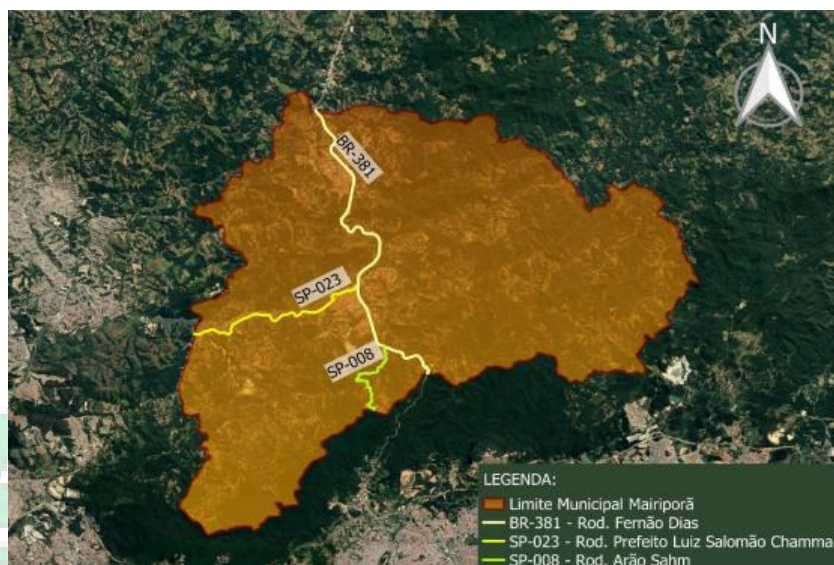 N
BR-381
SP-023
SP-008
LEGENDA:
Limite Municipal Mairiporã
BR-381 - Rod. Fernão Dias
SP-023 - Rod. Prefeito Luiz Salomão Chamma
SP-008 - Rod. Arão Sahm